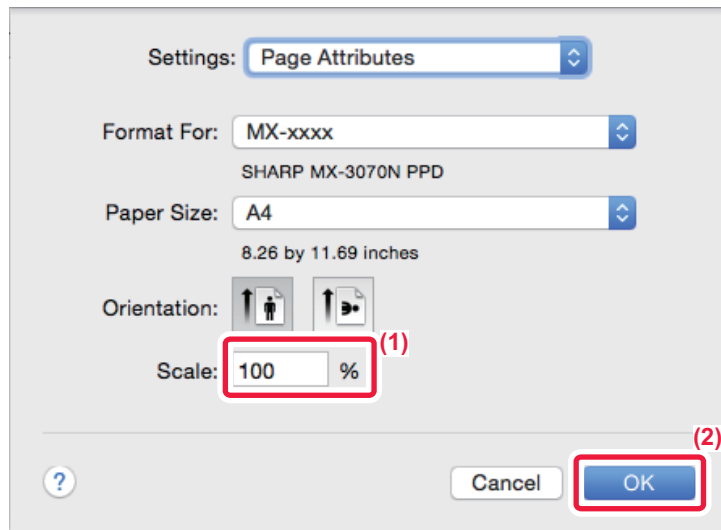 Settings: Page Attributes
Format For: MX-xxxx
SHARP MX-3070N PPD
Paper Size: A4
8.26 by 11.69 inches
Orientation:
(1)
Scale: 100 %
(2)
? Cancel OK